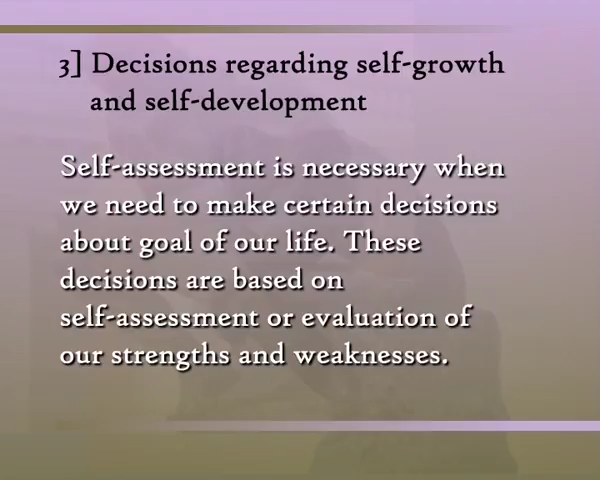 3] Decisions regarding self-growth
and self-development
Self-assessment is necessary when
we need to make certain decisions
about goal of our life. These
decisions are based on
self-assessment or evaluation of
our strengths and weaknesses.